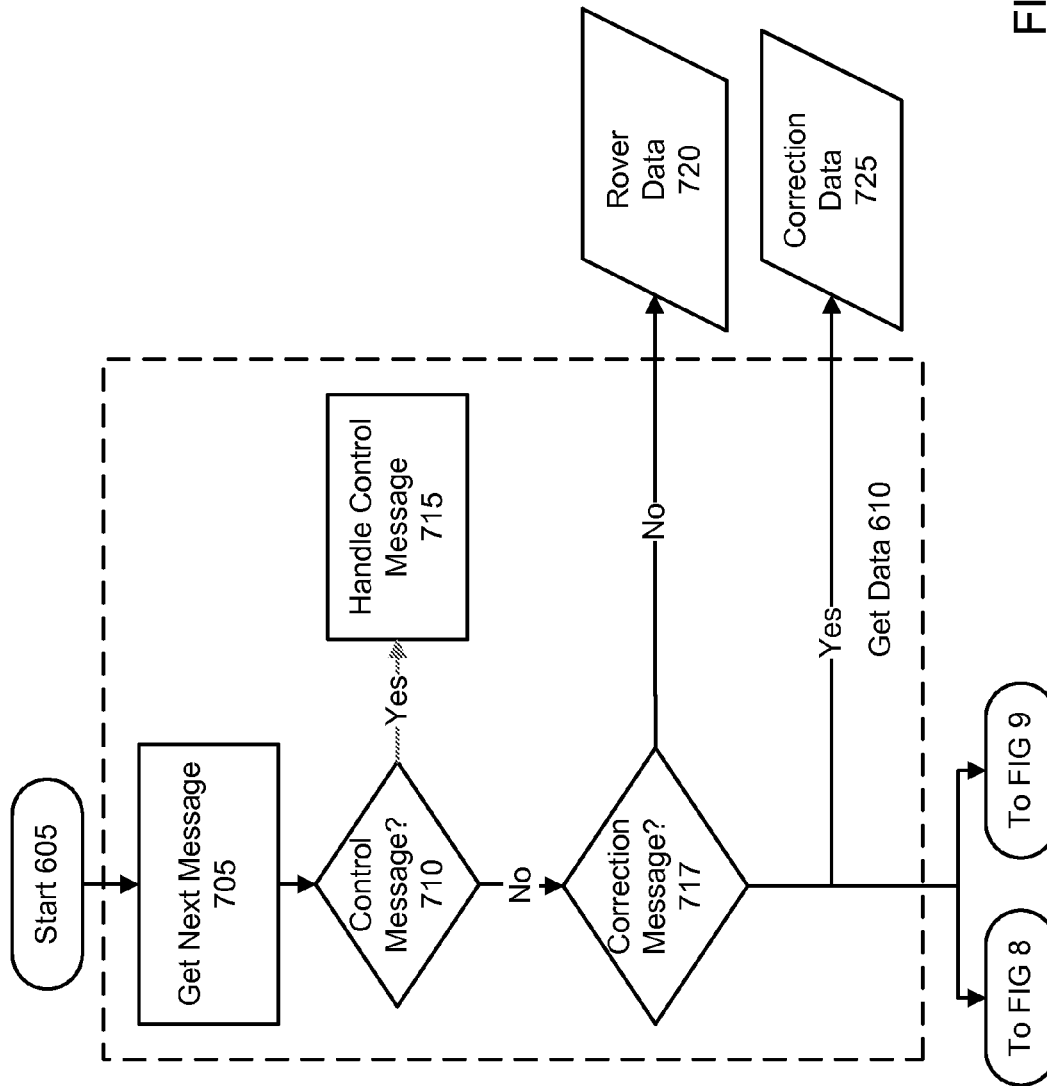 Start 605
Get Next Message
705
Control
Message?
710
Yes
Handle Control
Message
715
No
Correction
Message?
717
No
Rover
Data
720
Yes
Correction
Data
725
Get Data 610
To FIG 8
To FIG 9
FI